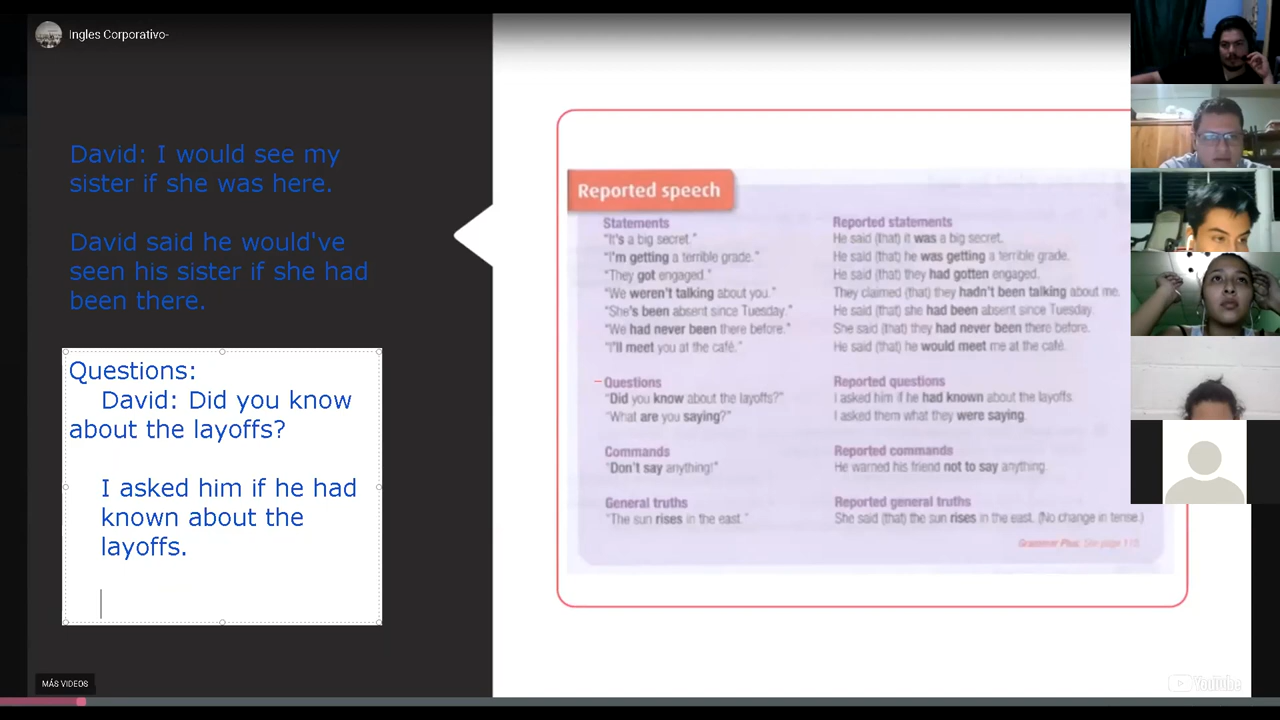 Ingles Corporativo-
David: I would see my
sister if she was here.
David said he would've
seen his sister if she had
been there.
Questions:
David: Did you know
about the layoffs?
I asked him if he had
known about the
layoffs.
MÁS VIDEOS
Reported speech
Statements
"It's a big secret."
"I'm getting a terrible grade."
"They got engaged."
"We weren't talking about you."
"She's been absent since Tuesday."
"We had never been there before."
"I'll meet you at the café."
Reported statements
He said (that) it was a big secret.
He said (that) he was getting a terrible grade.
He said (that) they had gotten engaged.
They claimed (that) they hadn't been talking about me.
He said (that) she had been absent since Tuesday.
She said (that) they had never been there before.
He said (that) he would meet me at the café.
Questions
"Did you know about the layoffs?"
"What are you saying?"
Reported questions
I asked him if he had known about the layoffs.
I asked them what they were saying.
Commands
"Don't say anything!"
Reported commands
He warned his friend not to say anything.
General truths
"The sun rises in the east."
Reported general truths
She said (that) the sun rises in the east. (No change in tense.)
Grammar Plus: See page 115.
YouTube